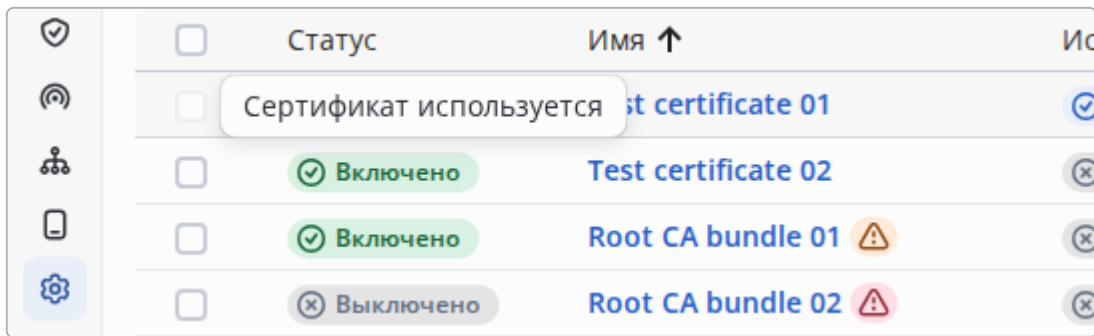 Статус Имя Ис
Сертификат используется st certificate 01
Включено Test certificate 02
Включено Root CA bundle 01
Выключено Root CA bundle 02